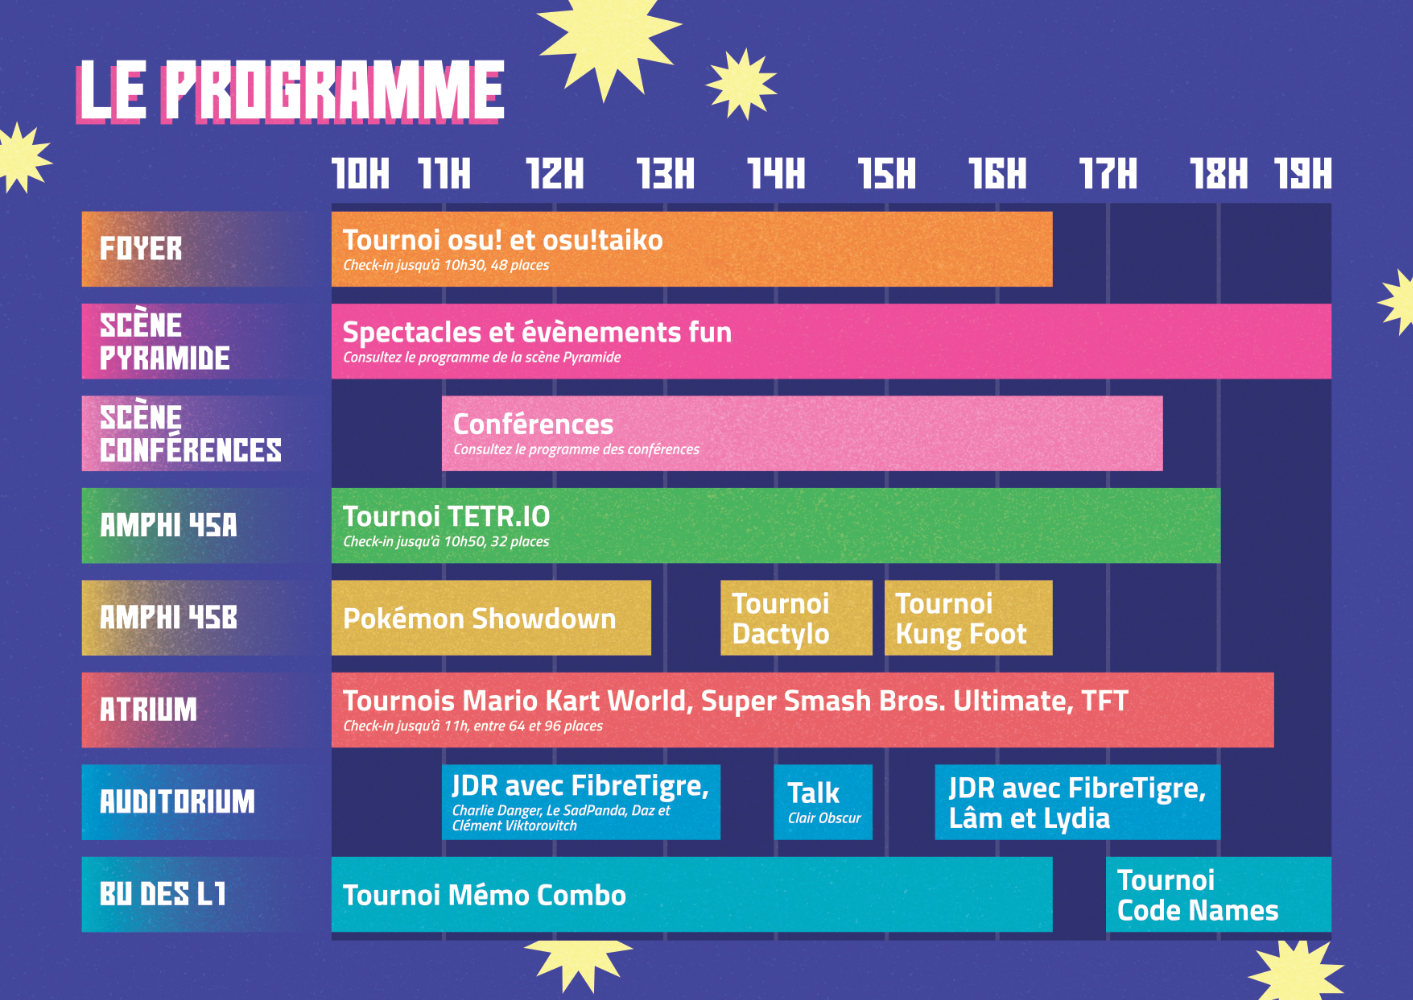 LE PROGRAMME
10H 11H 12H 13H 14H 15H 16H 17H 18H 19H
FOYER
Tournoi osu! et osu!taiko
Check-in jusqu'à 10h30, 48 places
SCÈNE
PYRAMIDE
Spectacles et évènements fun
Consultez le programme de la scène Pyramide
SCÈNE
CONFÉRENCES
Conférences
Consultez le programme des conférences
AMPHI 45A
Tournoi TETR.IO
Check-in jusqu'à 10h50, 32 places
AMPHI 45B
Pokémon Showdown
Tournoi
Dactylo
Tournoi
Kung Foot
ATRIUM
Tournois Mario Kart World, Super Smash Bros. Ultimate, TFT
Check-in jusqu'à 11h, entre 64 et 96 places
AUDITORIUM
JDR avec FibreTigre,
Charlie Danger, Le SadPanda, Daz et
Clément Viktorovitch
Talk
Clair Obscur
JDR avec FibreTigre,
Lâm et Lydia
BU DES L1
Tournoi Mémo Combo
Tournoi
Code Names